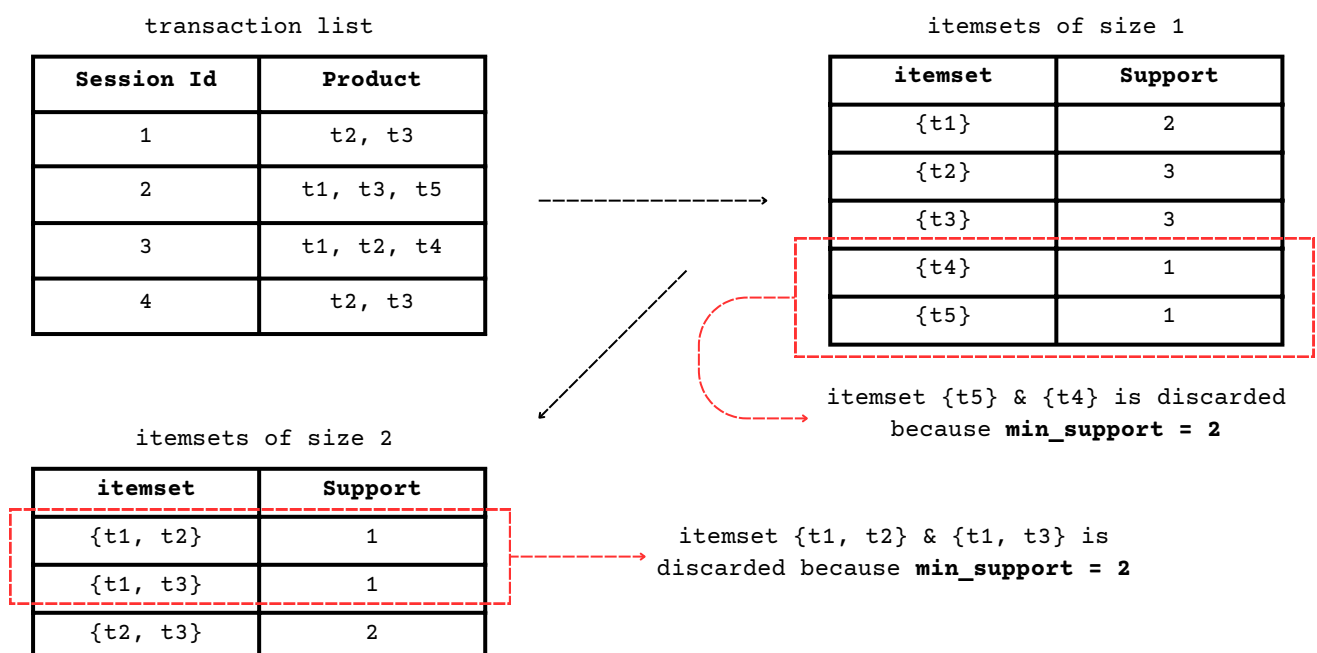 transaction list
Session Id Product
1 t2, t3
2 t1, t3, t5
3 t1, t2, t4
4 t2, t3
itemsets of size 1
itemset Support
{t1} 2
{t2} 3
{t3} 3
{t4} 1
{t5} 1
itemset {t5} & {t4} is discarded
because min_support = 2
itemsets of size 2
itemset Support
{t1, t2} 1
{t1, t3} 1
{t2, t3} 2
itemset {t1, t2} & {t1, t3} is
discarded because min_support = 2